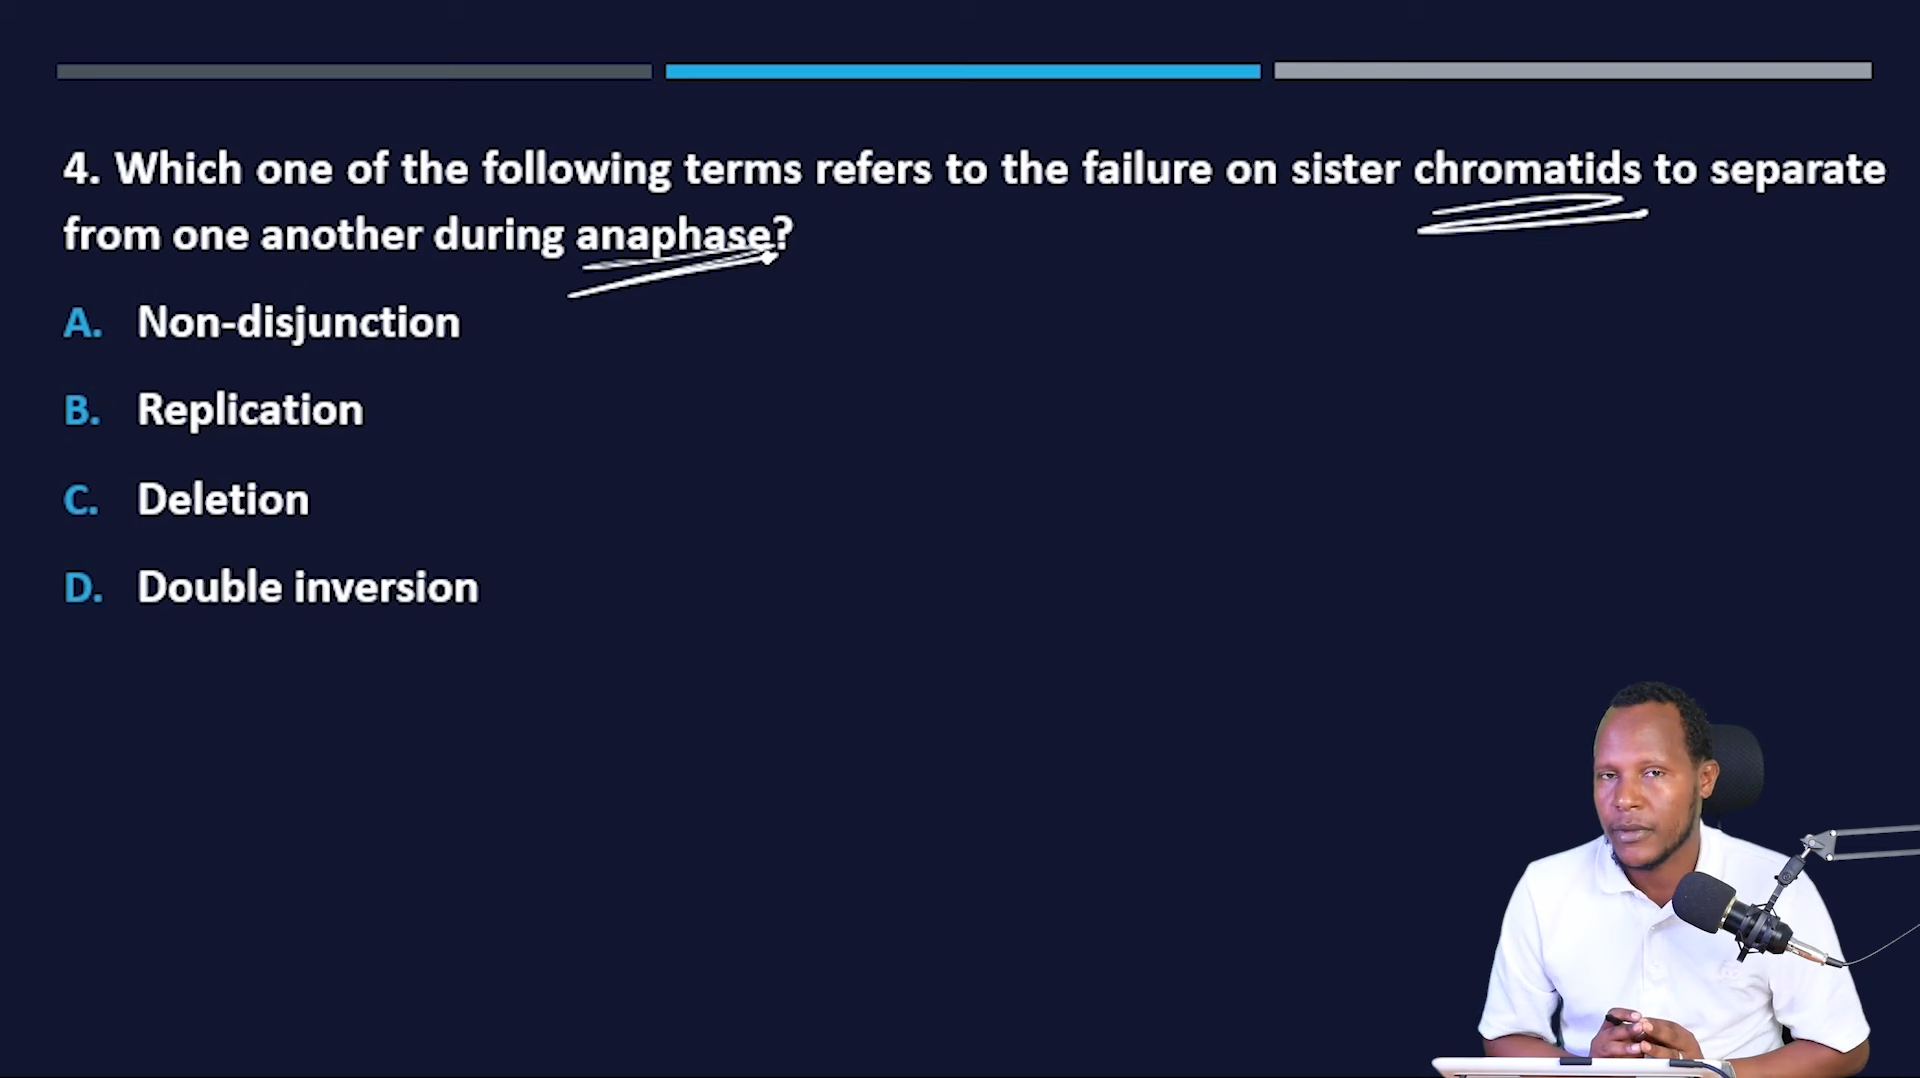 4. Which one of the following terms refers to the failure on sister chromatids to separate
from one another during anaphase?
A. Non-disjunction
B. Replication
C. Deletion
D. Double inversion